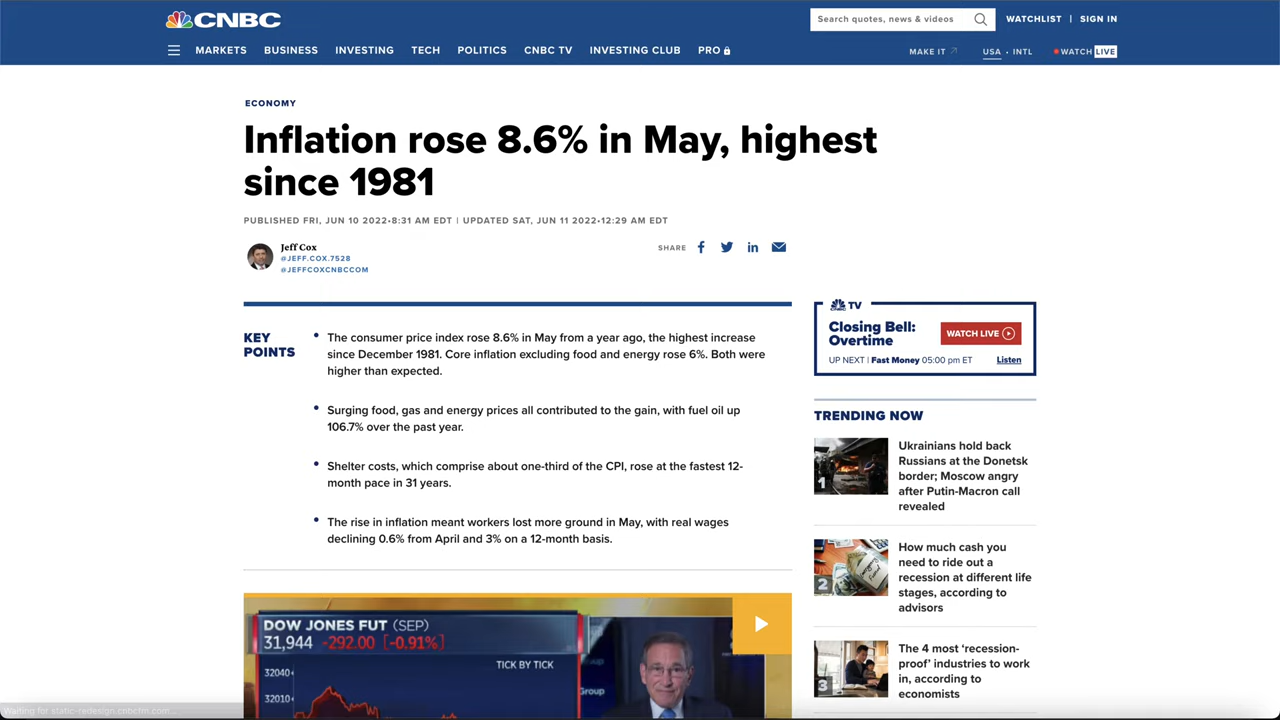 CNBC
Search quotes, news & videos
WATCHLIST | SIGN IN
MARKETS BUSINESS INVESTING TECH POLITICS CNBC TV INVESTING CLUB PRO
MAKE IT USA • INTL WATCH LIVE
ECONOMY
Inflation rose 8.6% in May, highest
since 1981
PUBLISHED FRI, JUN 10 2022•8:31 AM EDT | UPDATED SAT, JUN 11 2022•12:29 AM EDT
Jeff Cox
@JEFF.COX.7528
@JEFFCOXCNBCCOM
SHARE
KEY
POINTS
The consumer price index rose 8.6% in May from a year ago, the highest increase
since December 1981. Core inflation excluding food and energy rose 6%. Both were
higher than expected.
Surging food, gas and energy prices all contributed to the gain, with fuel oil up
106.7% over the past year.
Shelter costs, which comprise about one-third of the CPI, rose at the fastest 12-
month pace in 31 years.
The rise in inflation meant workers lost more ground in May, with real wages
declining 0.6% from April and 3% on a 12-month basis.
DOW JONES FUT (SEP)
31,944 -292.00 [-0.91%]
TICK BY TICK
32040
32010
Group
CNBC TV
Closing Bell:
Overtime
WATCH LIVE
UP NEXT | Fast Money 05:00 pm ET
Listen
TRENDING NOW
1
Ukrainians hold back
Russians at the Donetsk
border; Moscow angry
after Putin-Macron call
revealed
2
How much cash you
need to ride out a
recession at different life
stages, according to
advisors
3
The 4 most ‘recession-
proof’ industries to work
in, according to
economists